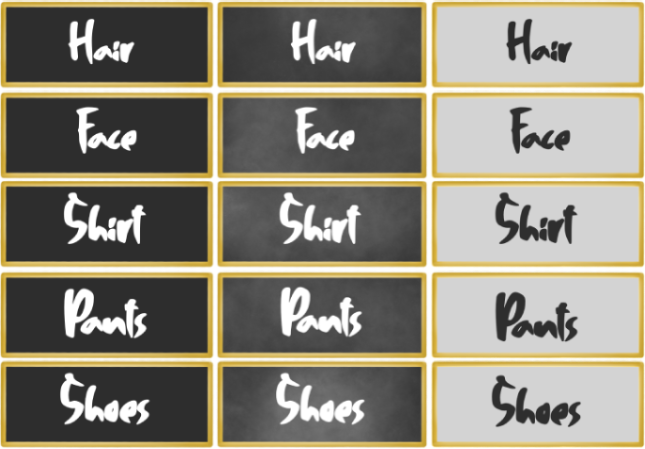 Hair Hair Hair
Face Face Face
Shirt Shirt Shirt
Pants Pants Pants
Shoes Shoes Shoes